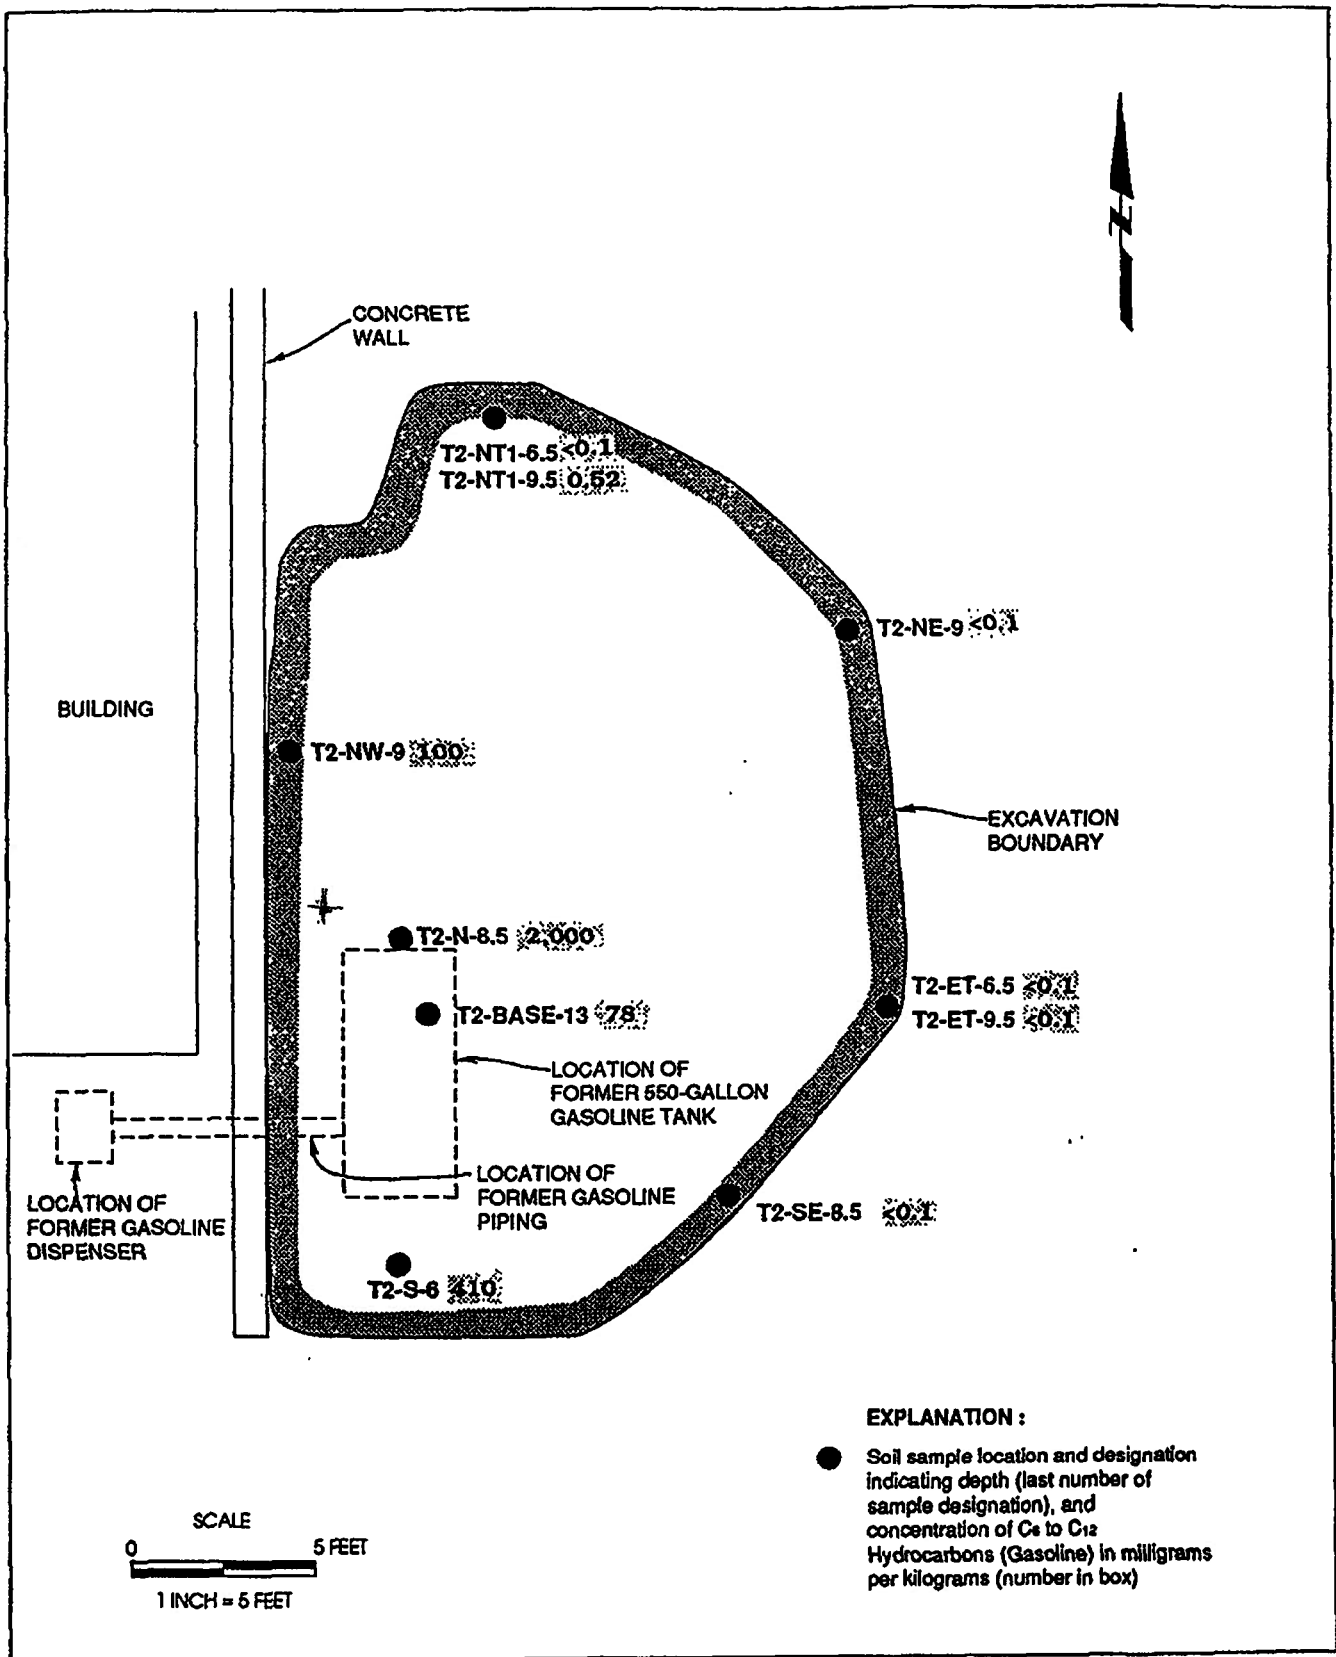 Z
CONCRETE
WALL
T2-NT1-6.5 <0.1
T2-NT1-9.5 0.52
T2-NE-9 <0.1
BUILDING
T2-NW-9 100
EXCAVATION
BOUNDARY
T2-N-8.5 2,000
T2-ET-6.5 <0.1
T2-ET-9.5 <0.1
T2-BASE-13 78
LOCATION OF
FORMER 550-GALLON
GASOLINE TANK
LOCATION OF
FORMER GASOLINE
PIPING
LOCATION OF
FORMER GASOLINE
DISPENSER
T2-SE-8.5 <0.1
T2-S-6 410
EXPLANATION :
Soil sample location and designation
indicating depth (last number of
sample designation), and
concentration of C6 to C12
Hydrocarbons (Gasoline) in milligrams
per kilograms (number in box)
SCALE
0 5 FEET
1 INCH = 5 FEET